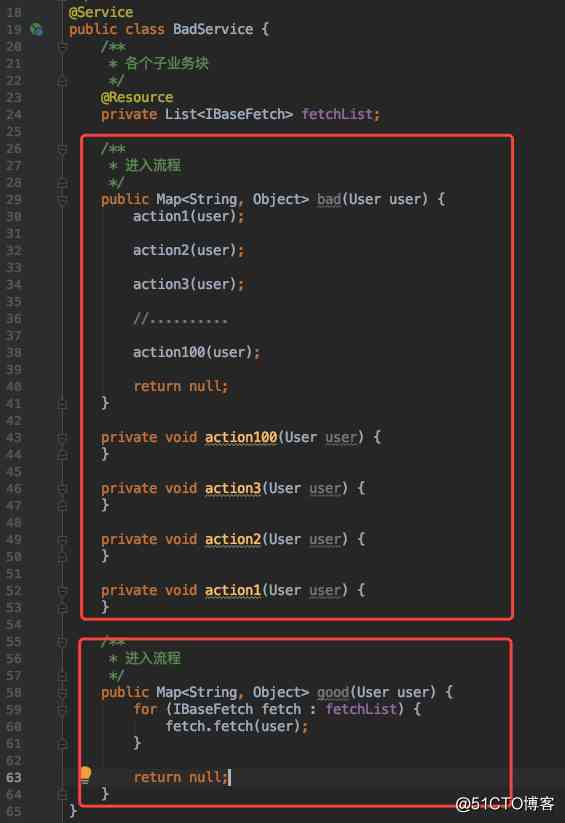 18 @Service
19 public class BadService {
20 /**
21 * 各个子业务块
22 */
23 @Resource
24 private List<IBaseFetch> fetchList;
25
26 /**
27 * 进入流程
28 */
29 public Map<String, Object> bad(User user) {
30 action1(user);
31
32 action2(user);
33
34 action3(user);
35
36 //..........
37
38 action100(user);
39
40 return null;
41 }
42
43 private void action100(User user) {
44 }
45
46 private void action3(User user) {
47 }
48
49 private void action2(User user) {
50 }
51
52 private void action1(User user) {
53 }
54
55 /**
56 * 进入流程
57 */
58 public Map<String, Object> good(User user) {
59 for (IBaseFetch fetch : fetchList) {
60 fetch.fetch(user);
61 }
62
63 return null;
64 }
65 }
@51CTO博客